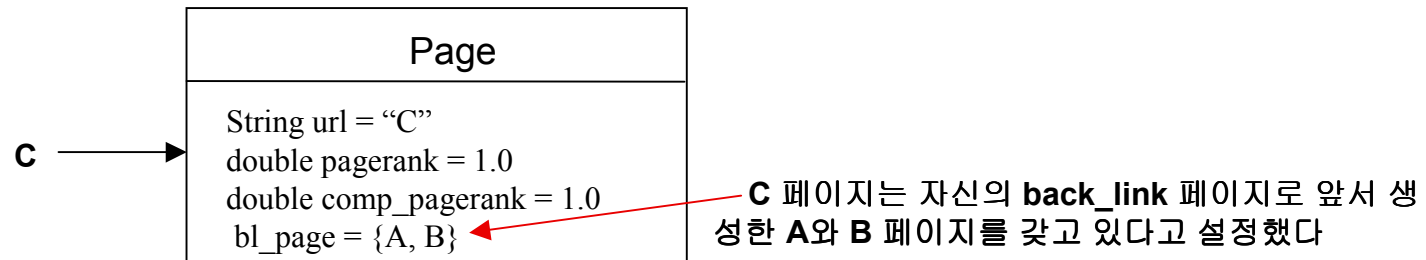 Page
String url = “C”
C
double pagerank = 1.0
double comp_pagerank = 1.0
bl_page = {A, B}
C 페이지는 자신의 back_link 페이지로 앞서 생
성한 A와 B 페이지를 갖고 있다고 설정했다